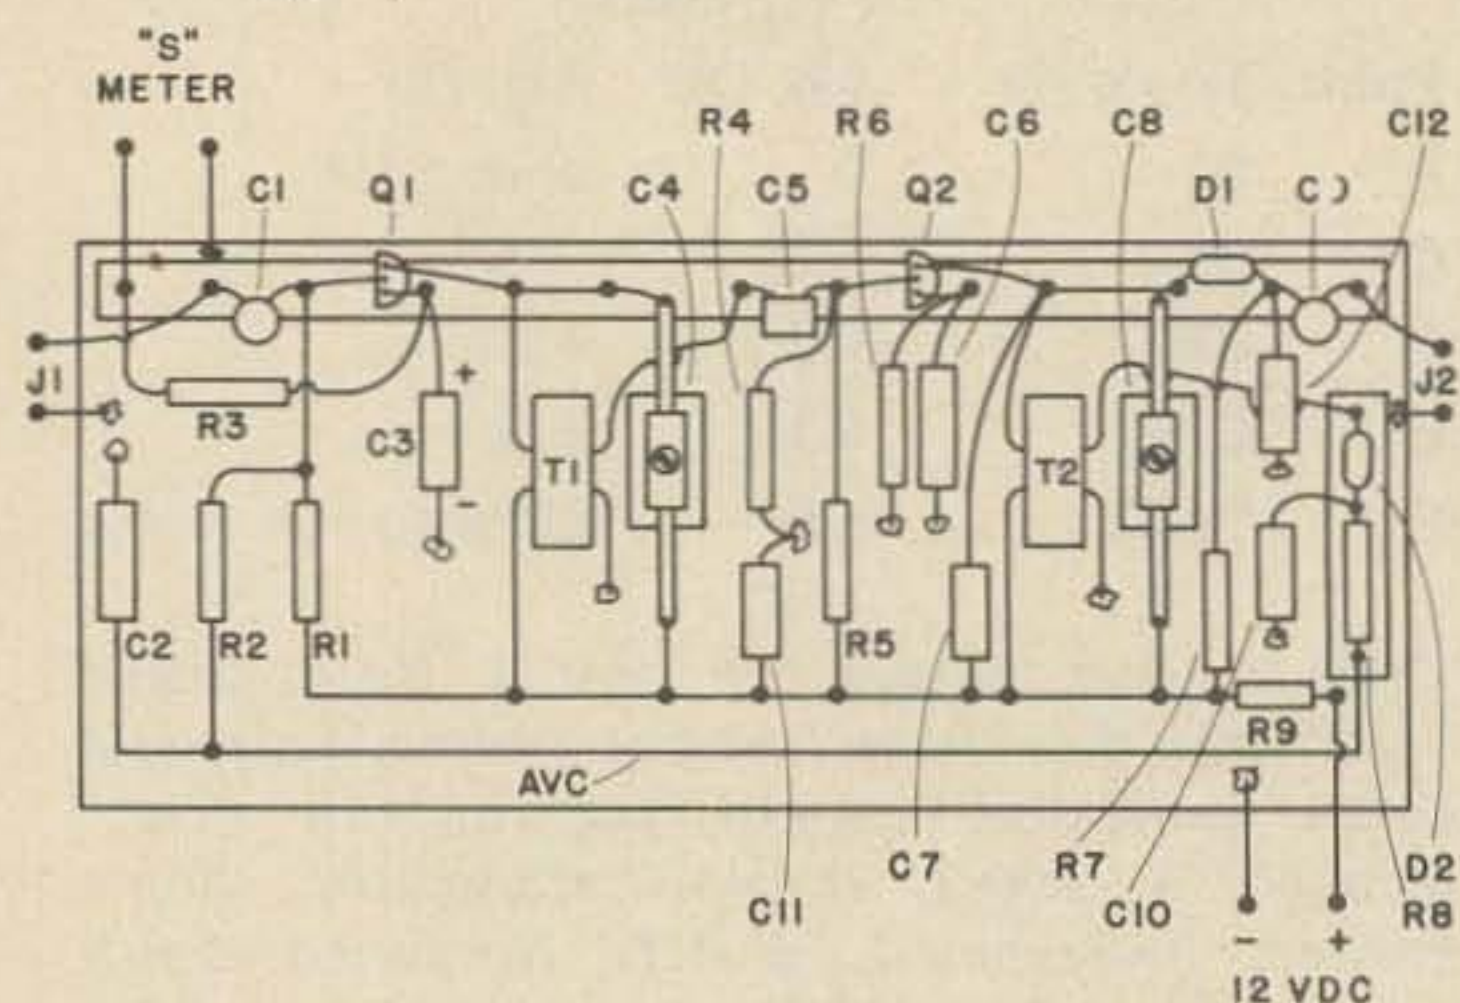 "S"
METER
R4 R6 C6 C8 C12
C1 Q1 C4 C5 Q2 D1
J1 J2
R3 C3 +
T1 T2
-
C2 R2 R1 R5
R9
AVC
C7 R7 D2
C11 C10 R8
- +
12 VDC